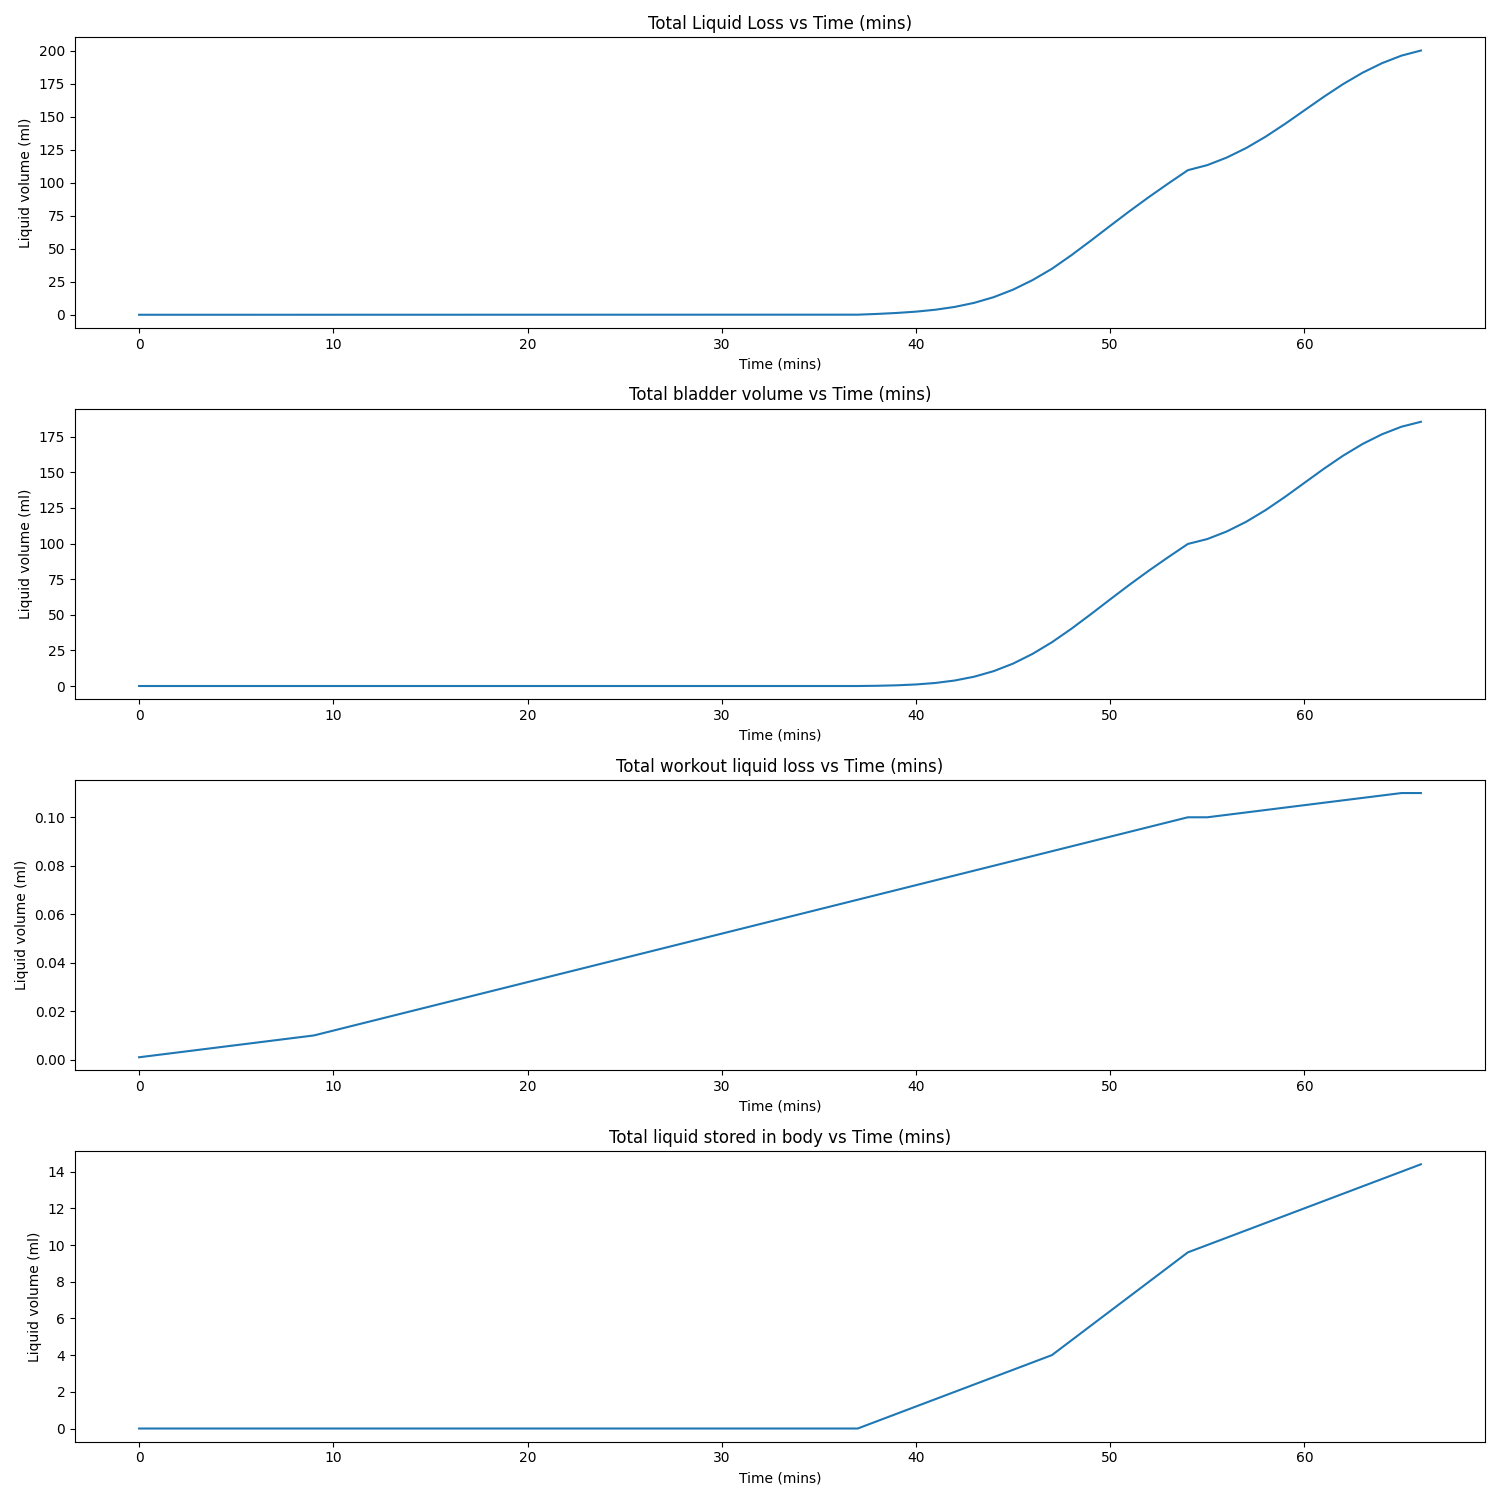 Total Liquid Loss vs Time (mins)
200
175
150
125
100
75
50
25
0
Liquid volume (ml)
0 10 20 30 40 50 60
Time (mins)
Total bladder volume vs Time (mins)
175
150
125
100
75
50
25
0
Liquid volume (ml)
0 10 20 30 40 50 60
Time (mins)
Total workout liquid loss vs Time (mins)
0.10
0.08
0.06
0.04
0.02
0.00
Liquid volume (ml)
0 10 20 30 40 50 60
Time (mins)
Total liquid stored in body vs Time (mins)
14
12
10
8
6
4
2
0
Liquid volume (ml)
0 10 20 30 40 50 60
Time (mins)